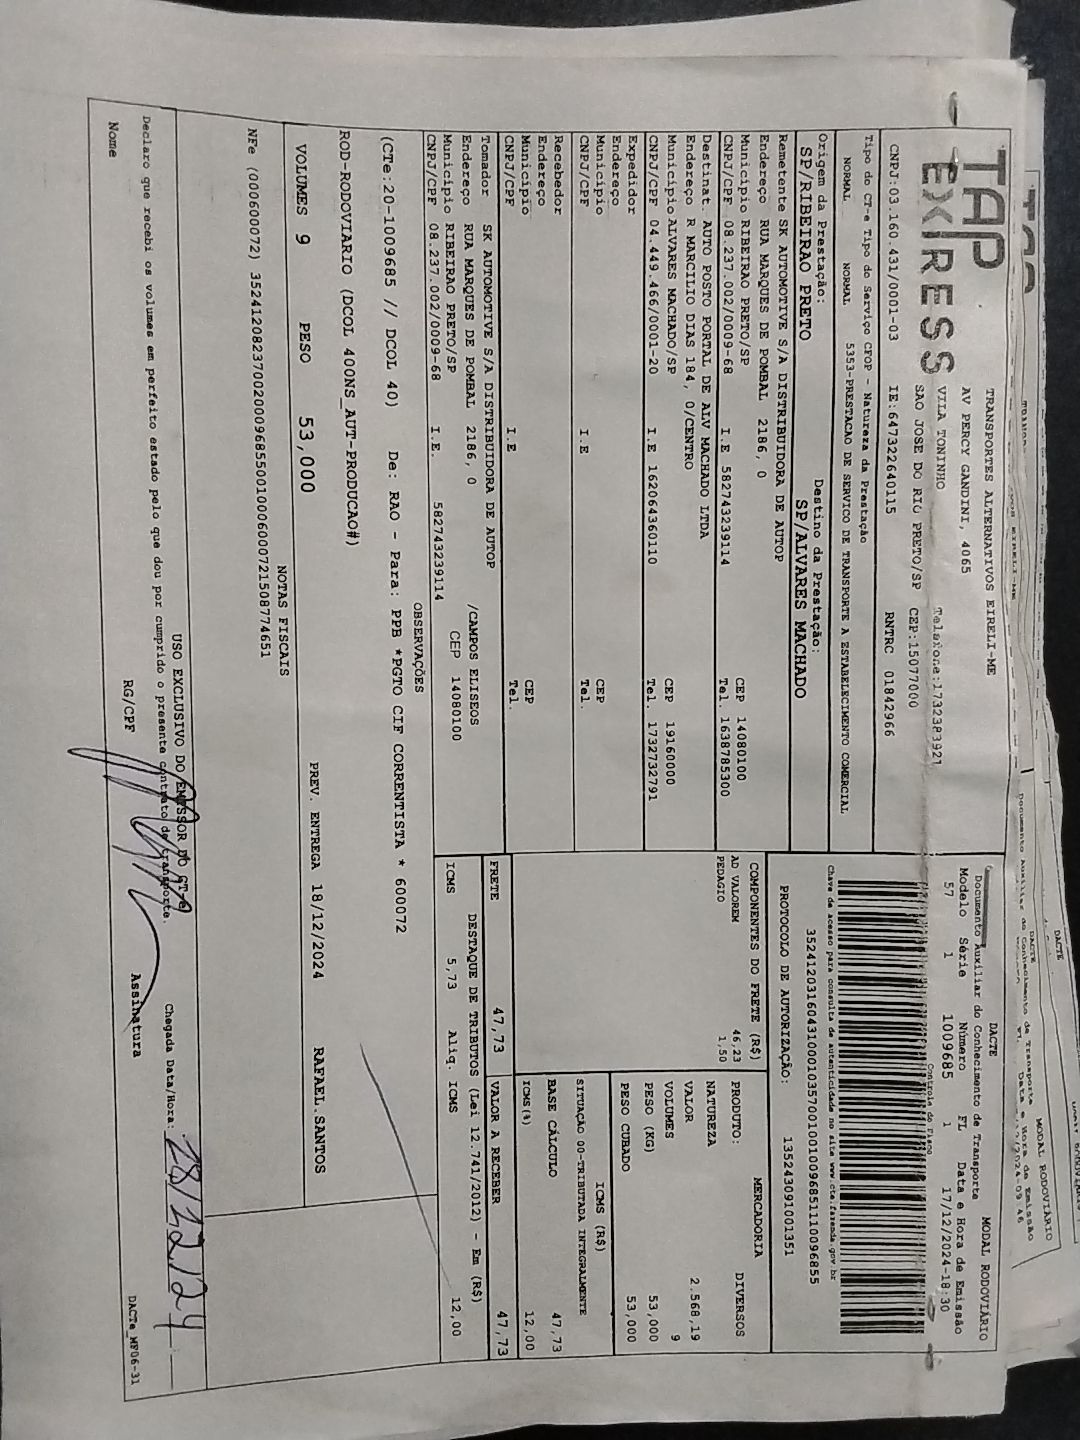 TAP
EXPRESS
TRANSPORTES ALTERNATIVOS EIRELI-ME
AV PERCY GANDINI, 4065
VILA TONINHO Telefone:1732383921
SAO JOSE DO RIO PRETO/SP CEP:15077000
CNPJ:03.160.431/0001-03 IE:647322640115 RNTRC 01842966
Tipo do CT-e Tipo do Serviço CFOP - Natureza da Prestação
NORMAL NORMAL 5353-PRESTACAO DE SERVICO DE TRANSPORTE A ESTABELECIMENTO COMERCIAL
Origem da Prestação: Destino da Prestação:
SP/RIBEIRAO PRETO SP/ALVARES MACHADO
Remetente SK AUTOMOTIVE S/A DISTRIBUIDORA DE AUTOP
Endereço RUA MARQUES DE POMBAL 2186, 0
Município RIBEIRAO PRETO/SP CEP 14080100
CNPJ/CPF 08.237.002/0009-68 I.E 582743239114 Tel. 1638785300
Destinat. AUTO POSTO PORTAL DE ALV MACHADO LTDA
Endereço R MARCILIO DIAS 184, 0/CENTRO
Município ALVARES MACHADO/SP CEP 19160000
CNPJ/CPF 04.449.466/0001-20 I.E 162064360110 Tel. 1732732791
Expedidor
Endereço
Município CEP
CNPJ/CPF I.E Tel.
Recebedor
Endereço
Município CEP
CNPJ/CPF I.E Tel.
Tomador SK AUTOMOTIVE S/A DISTRIBUIDORA DE AUTOP
Endereço RUA MARQUES DE POMBAL 2186, 0 /CAMPOS ELISEOS
Município RIBEIRAO PRETO/SP CEP 14080100
CNPJ/CPF 08.237.002/0009-68 I.E. 582743239114
DACTE MODAL RODOVIÁRIO
Documento Auxiliar do Conhecimento de Transporte
Modelo Série Número FL Data e Hora de Emissão
57 1 1009685 1 17/12/2024-18:30
Controle do Fisco
Chave de acesso para consulta de autenticidade no site www.cte.fazenda.gov.br
35241203160431000103570010010096851110096855
PROTOCOLO DE AUTORIZAÇÃO: 135243091001351
COMPONENTES DO FRETE (R$)
AD VALOREM 46,23
PEDAGIO 1,50
MERCADORIA
PRODUTO: DIVERSOS
NATUREZA
VALOR 2.568,19
VOLUMES 9
PESO (KG) 53,000
PESO CUBADO 53,000
ICMS (R$)
SITUAÇÃO 00-TRIBUTADA INTEGRALMENTE
BASE CÁLCULO 47,73
ICMS(%) 12,00
FRETE 47,73 VALOR A RECEBER 47,73
DESTAQUE DE TRIBUTOS (Lei 12.741/2012) - Em (R$)
ICMS 5,73 Aliq. ICMS 12,00
OBSERVAÇÕES
(CTe:20-1009685 // DCOL 40) De: RAO - Para: PPB *PGTO CIF CORRENTISTA * 600072
ROD-RODOVIARIO (DCOL 400NS_AUT-PRODUCAO#)
VOLUMES 9 PESO 53,000 PREV. ENTREGA 18/12/2024 RAFAEL.SANTOS
NOTAS FISCAIS
NFe (000600072) 35241208237002000968550010006000721508774651
USO EXCLUSIVO DO EMISSOR DO CT-e
Declaro que recebi os volumes em perfeito estado pelo que dou por cumprido o presente contrato de transporte. Chegada Data/Hora: 28/12/24
Nome RG/CPF Assinatura DACTe_MF06-31